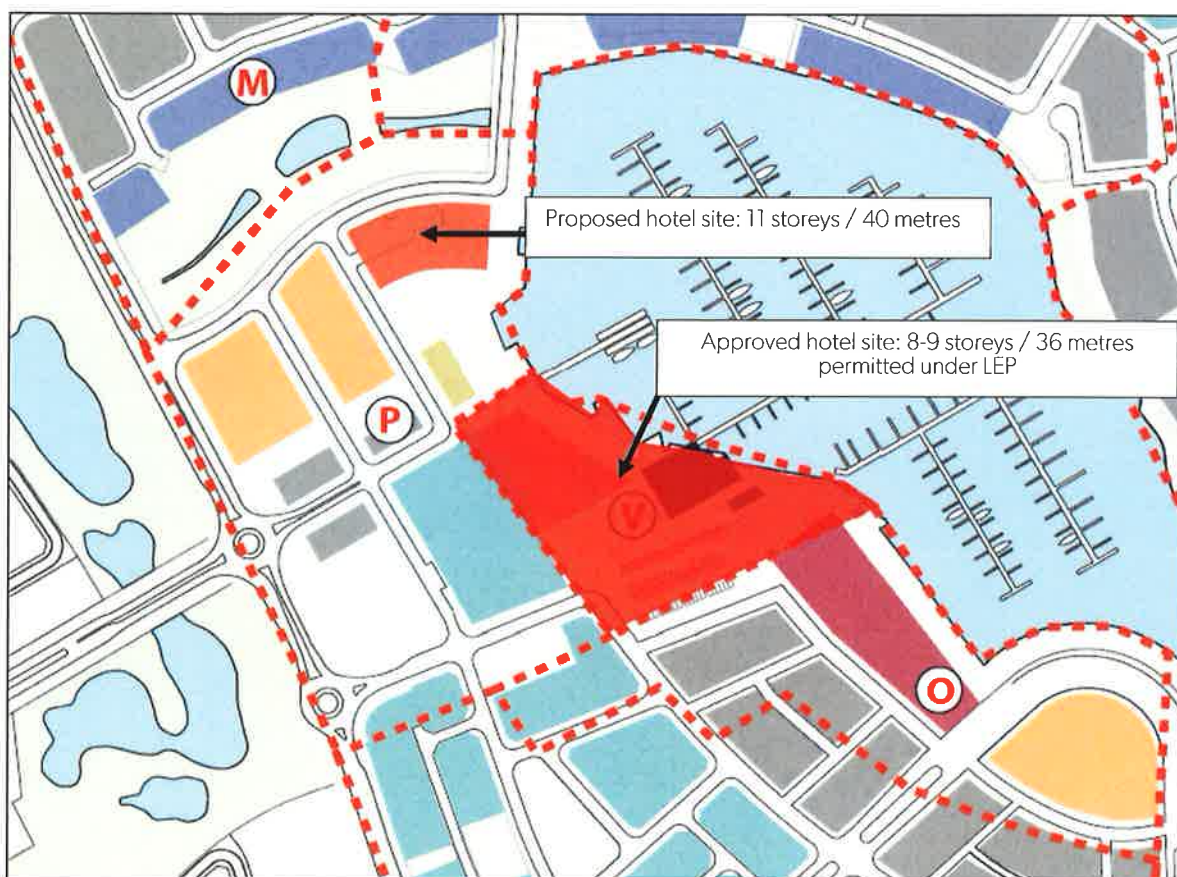 M
Proposed hotel site: 11 storeys / 40 metres
Approved hotel site: 8-9 storeys / 36 metres
permitted under LEP
P
V
O